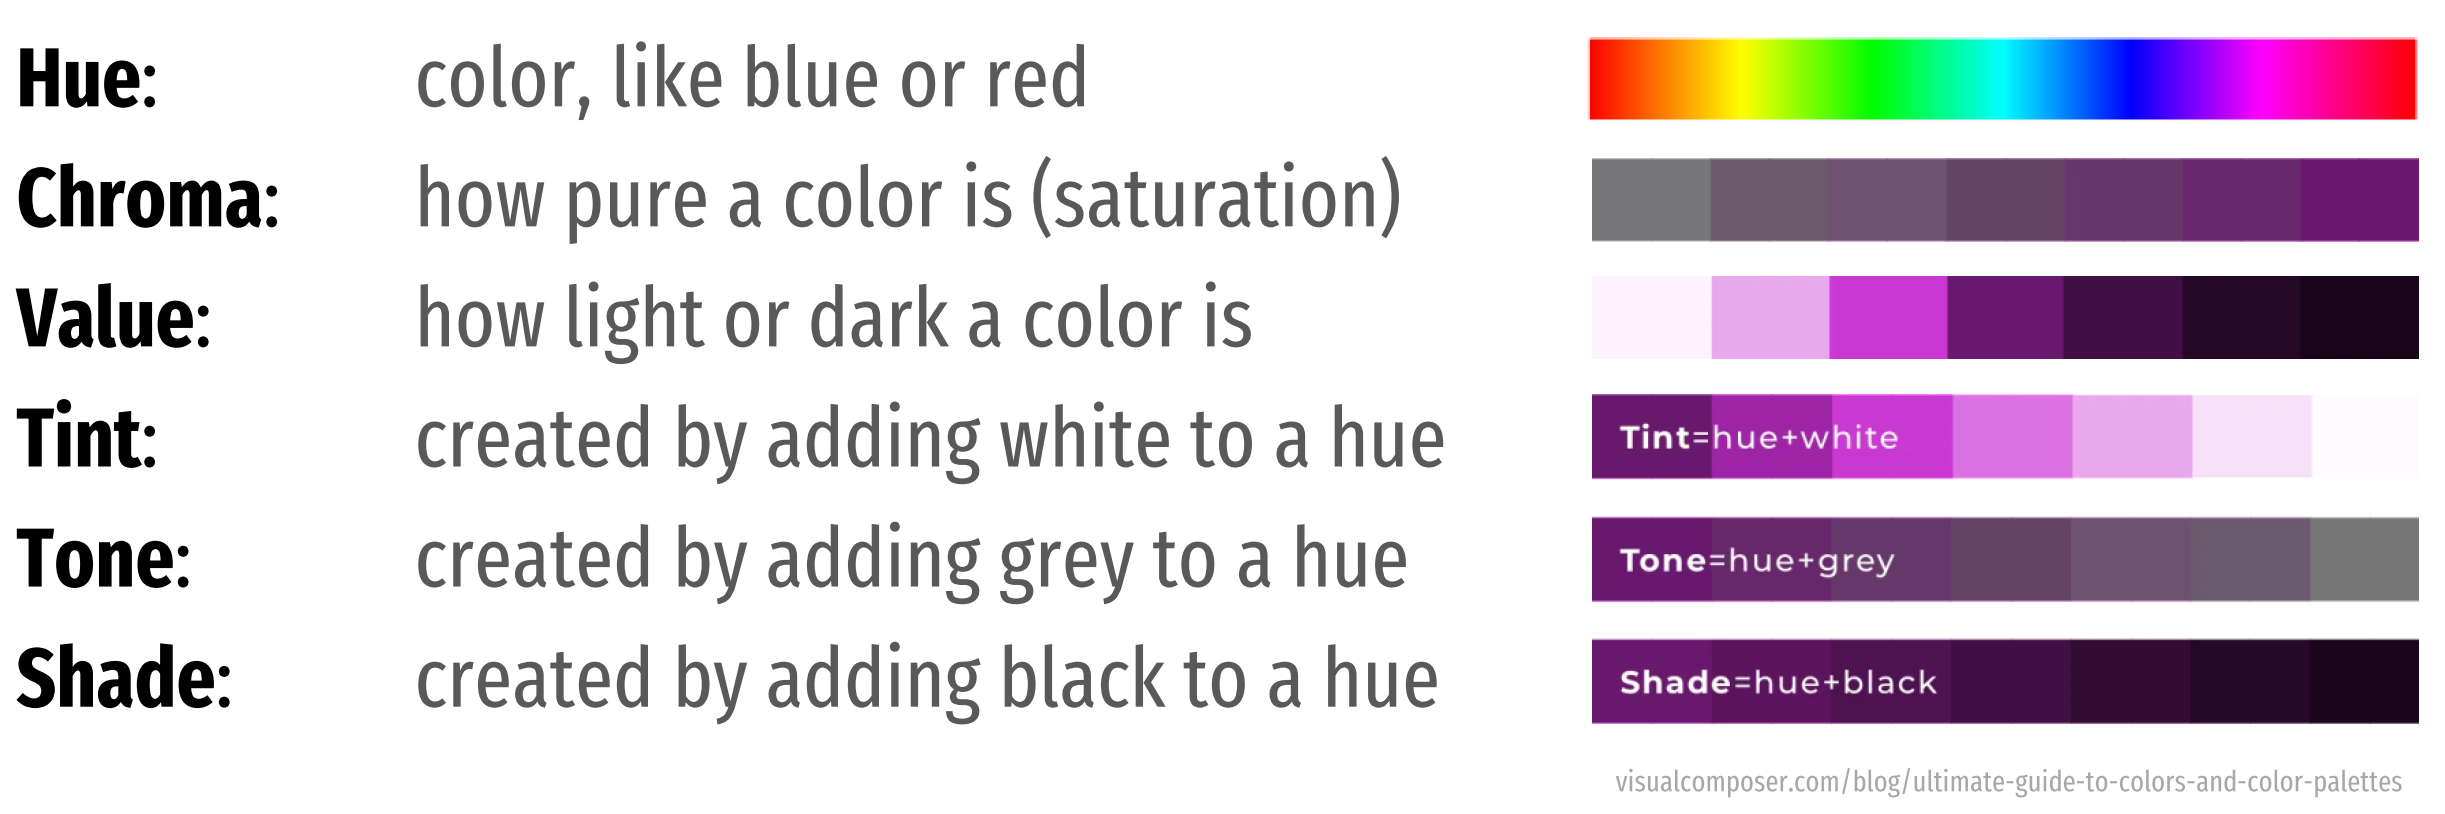 Hue: color, like blue or red
Chroma: how pure a color is (saturation)
Value: how light or dark a color is
Tint: created by adding white to a hue
Tint=hue+white
Tone: created by adding grey to a hue
Tone=hue+grey
Shade: created by adding black to a hue
Shade=hue+black
visualcomposer.com/blog/ultimate-guide-to-colors-and-color-palettes